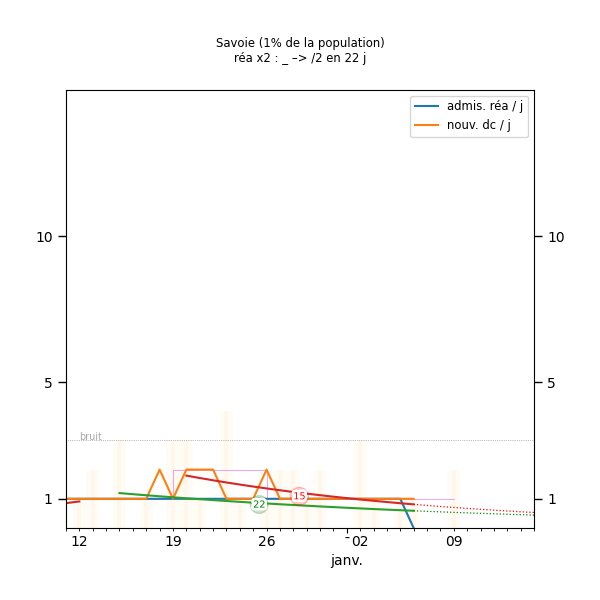 Savoie (1% de la population)
réa x2 : _ –> /2 en 22 j
admis. réa / j
nouv. dc / j
10 10
5 5
bruit
15
22
1 1
12 19 26 02 09
janv.